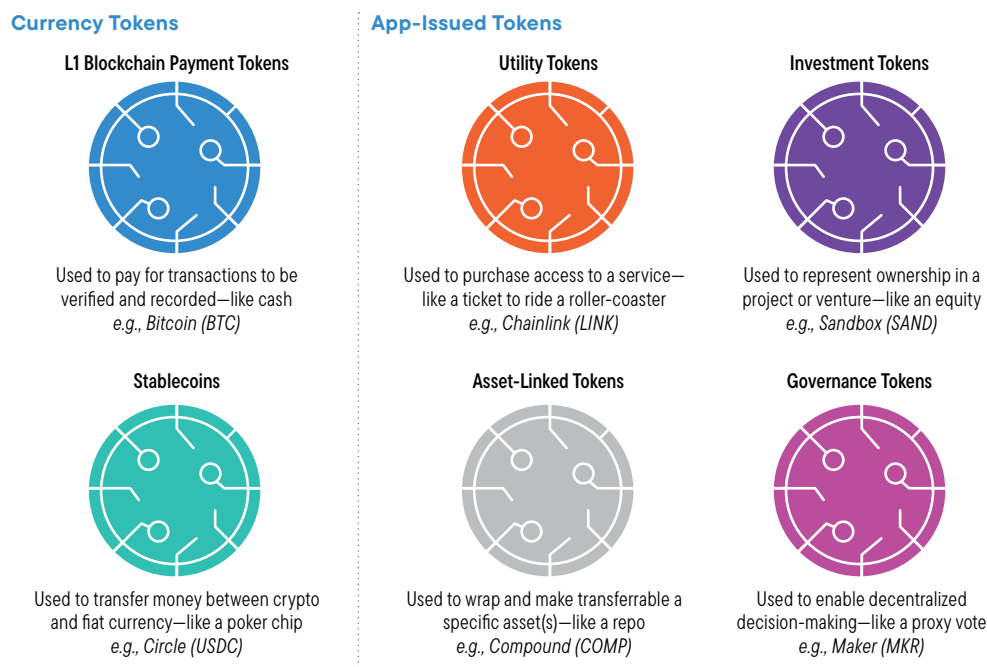 Currency Tokens
L1 Blockchain Payment Tokens
Used to pay for transactions to be
verified and recorded—like cash
e.g., Bitcoin (BTC)
Stablecoins
Used to transfer money between crypto
and fiat currency—like a poker chip
e.g., Circle (USDC)
App-Issued Tokens
Utility Tokens
Used to purchase access to a service—
like a ticket to ride a roller-coaster
e.g., Chainlink (LINK)
Investment Tokens
Used to represent ownership in a
project or venture—like an equity
e.g., Sandbox (SAND)
Asset-Linked Tokens
Used to wrap and make transferrable a
specific asset(s)—like a repo
e.g., Compound (COMP)
Governance Tokens
Used to enable decentralized
decision-making—like a proxy vote
e.g., Maker (MKR)